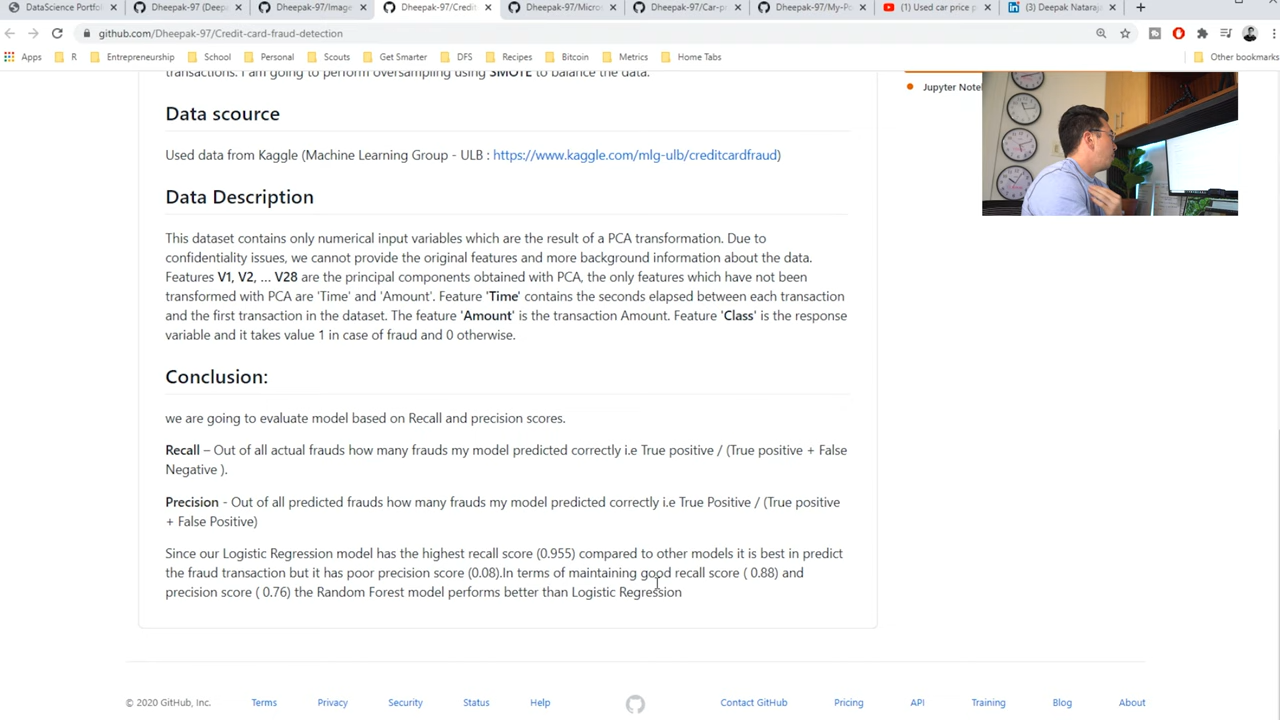 DataScience Portfol
Dheepak-97 (Deep
Dheepak-97/Image
Dheepak-97/Credit
Dheepak-97/Micros
Dheepak-97/Car-p
Dheepak-97/My-Po
(1) Used car price p
(3) Deepak Nataraj
github.com/Dheepak-97/Credit-card-fraud-detection
Apps R Entrepreneurship School Personal Scouts Get Smarter DFS Recipes Bitcoin Metrics Home Tabs Other bookmarks
transactions. I am going to perform oversampling using SMOTE to balance the data.
Jupyter Note
Data scource
Used data from Kaggle (Machine Learning Group - ULB : https://www.kaggle.com/mlg-ulb/creditcardfraud)
Data Description
This dataset contains only numerical input variables which are the result of a PCA transformation. Due to
confidentiality issues, we cannot provide the original features and more background information about the data.
Features V1, V2, ... V28 are the principal components obtained with PCA, the only features which have not been
transformed with PCA are 'Time' and 'Amount'. Feature 'Time' contains the seconds elapsed between each transaction
and the first transaction in the dataset. The feature 'Amount' is the transaction Amount. Feature 'Class' is the response
variable and it takes value 1 in case of fraud and 0 otherwise.
Conclusion:
we are going to evaluate model based on Recall and precision scores.
Recall – Out of all actual frauds how many frauds my model predicted correctly i.e True positive / (True positive + False
Negative ).
Precision - Out of all predicted frauds how many frauds my model predicted correctly i.e True Positive / (True positive
+ False Positive)
Since our Logistic Regression model has the highest recall score (0.955) compared to other models it is best in predict
the fraud transaction but it has poor precision score (0.08).In terms of maintaining good recall score ( 0.88) and
precision score ( 0.76) the Random Forest model performs better than Logistic Regression
© 2020 GitHub, Inc. Terms Privacy Security Status Help Contact GitHub Pricing API Training Blog About